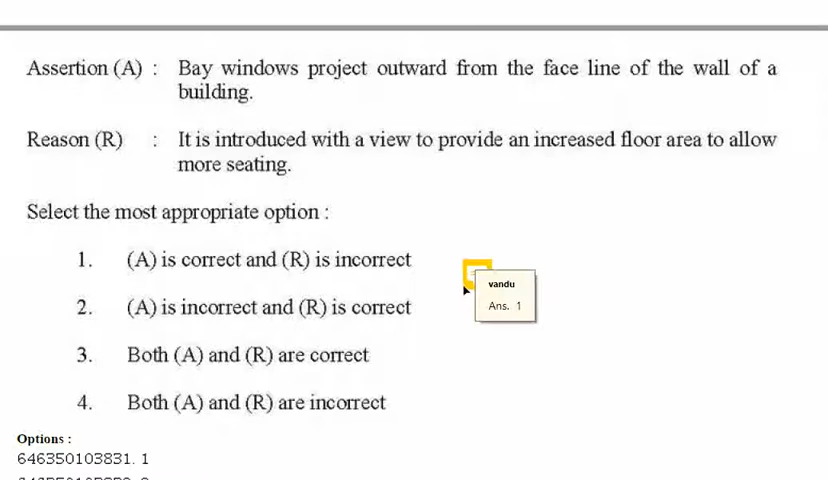 Assertion (A) : Bay windows project outward from the face line of the wall of a
building.
Reason (R) : It is introduced with a view to provide an increased floor area to allow
more seating.
Select the most appropriate option :
1. (A) is correct and (R) is incorrect
2. (A) is incorrect and (R) is correct
3. Both (A) and (R) are correct
4. Both (A) and (R) are incorrect
vandu
Ans. 1
Options :
646350103831. 1